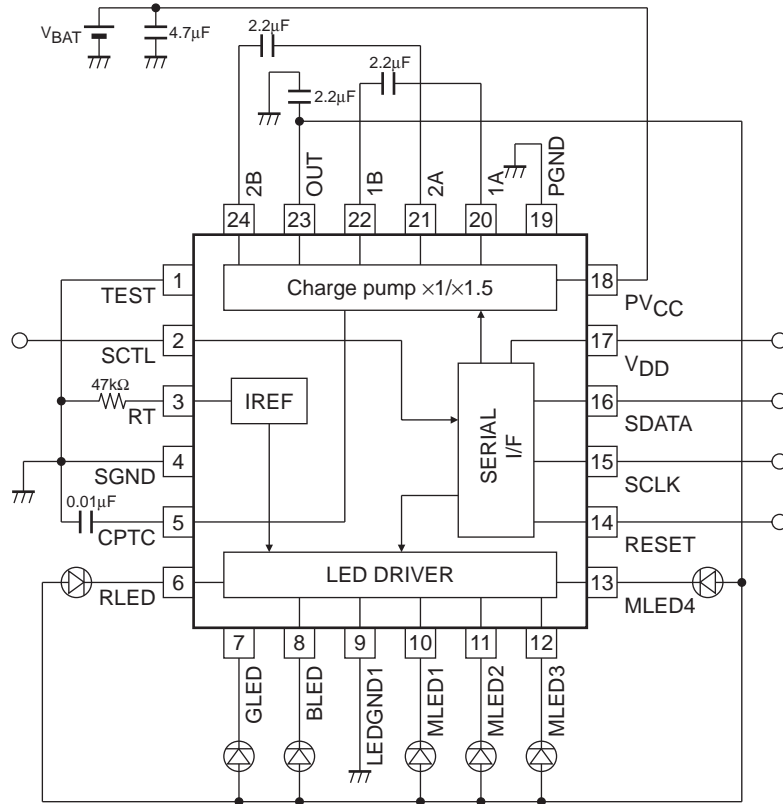 VBAT
4.7μF
2.2μF
2.2μF
2.2μF
2B
OUT
1B
2A
1A
PGND
24
23
22
21
20
19
1
TEST
Charge pump ×1/×1.5
18
PVCC
2
SCTL
17
VDD
47kΩ
3
RT
IREF
SERIAL
I/F
16
SDATA
4
SGND
15
SCLK
0.01μF
5
CPTC
14
RESET
6
RLED
LED DRIVER
13
MLED4
7
8
9
10
11
12
GLED
BLED
LEDGND1
MLED1
MLED2
MLED3